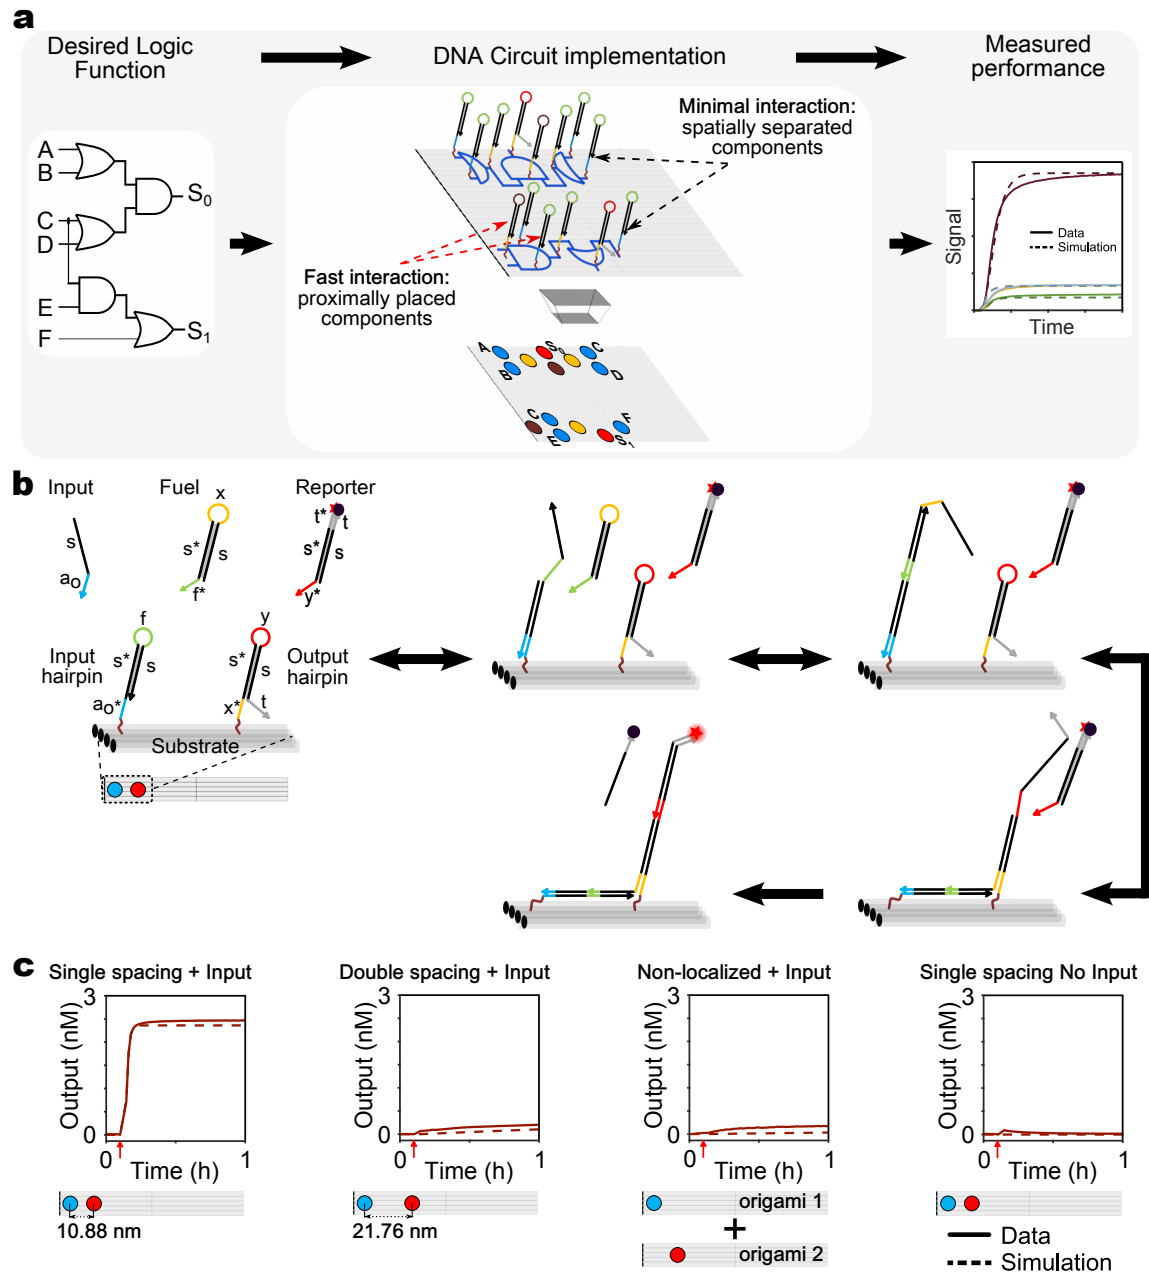 a
Desired Logic
Function
DNA Circuit implementation
Measured
performance
A
B
C
D
E
F
S0
S1
Minimal interaction:
spatially separated
components
Fast interaction:
proximally placed
components
A
B
S0
C
D
C
E
F
S1
Signal
Data
Simulation
Time
b
Input
Fuel
Reporter
s
a0
x
s*
s
f*
t*
t
s*
s
y*
f
y
Input
hairpin
s*
s
a0*
s*
s
x*
t
Output
hairpin
Substrate
c
Single spacing + Input
Double spacing + Input
Non-localized + Input
Single spacing No Input
3
Output (nM)
0
0
Time (h)
1
10.88 nm
3
Output (nM)
0
0
Time (h)
1
21.76 nm
3
Output (nM)
0
0
Time (h)
1
origami 1
+
origami 2
3
Output (nM)
0
0
Time (h)
1
Data
Simulation